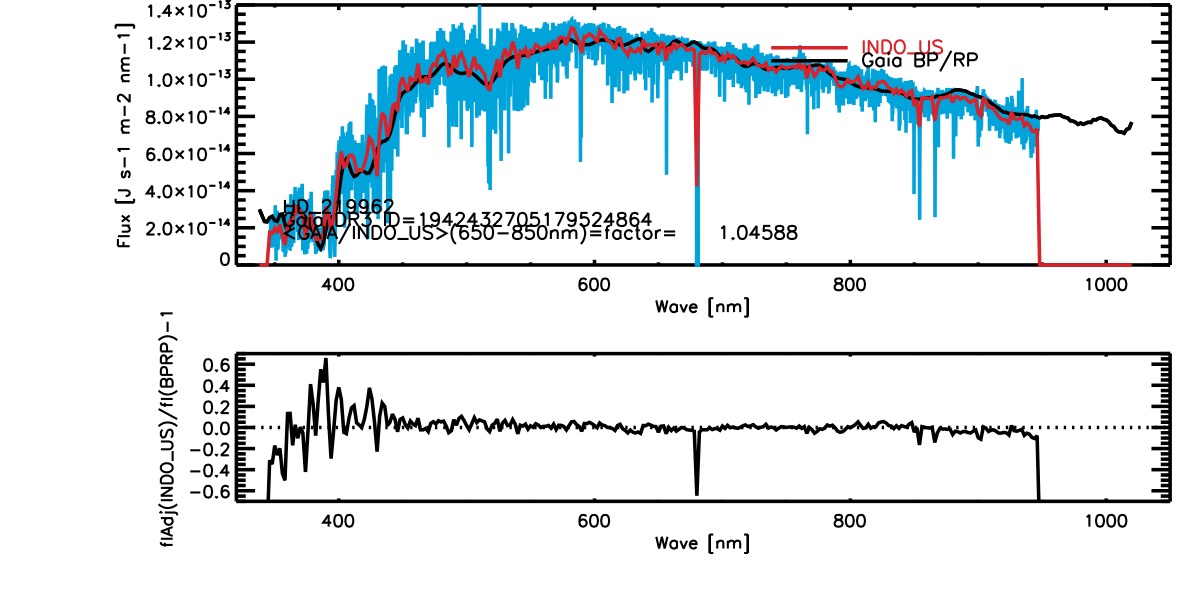 1.4×10⁻¹³
1.2×10⁻¹³
1.0×10⁻¹³
8.0×10⁻¹⁴
6.0×10⁻¹⁴
4.0×10⁻¹⁴
2.0×10⁻¹⁴
0
Flux [J s-1 m-2 nm-1]
INDO_US
Gaia BP/RP
HD_219962
Gaia DR3 ID=1942432705179524864
<GAIA/INDO_US>(650-850nm)=factor= 1.04588
400 600 800 1000
Wave [nm]
flAdj(INDO_US)/fl(BPRP)-1
0.6
0.4
0.2
0.0
-0.2
-0.4
-0.6
400 600 800 1000
Wave [nm]